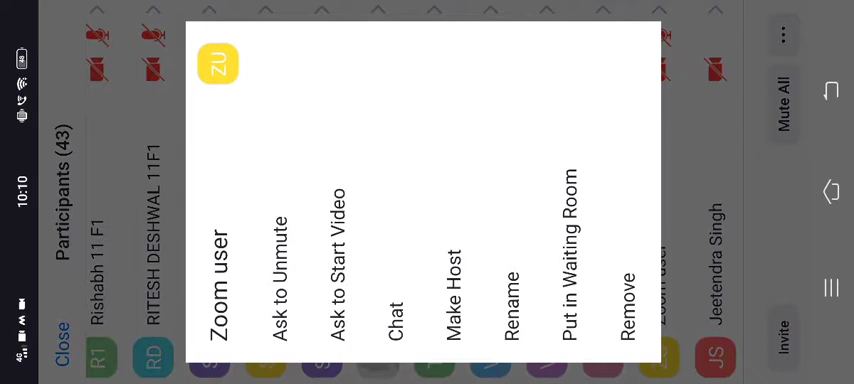 4G
10:10
48
Close
Participants (43)
R1
Rishabh 11 F1
RD
RITESH DESHWAL 11F1
Zoom user
ZU
Ask to Unmute
Ask to Start Video
Chat
Make Host
Rename
Put in Waiting Room
Remove
JS
Jeetendra Singh
Invite
Mute All
...